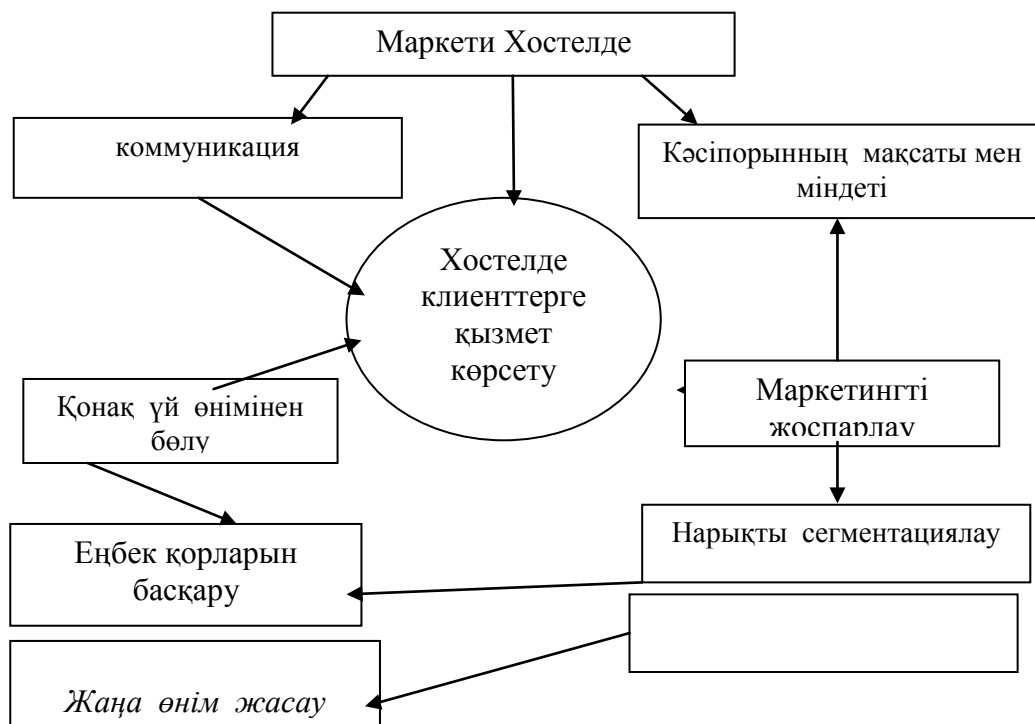 Маркети Хостелде
коммуникация
Кәсіпорынның мақсаты мен
міндеті
Хостелде
клиенттерге
қызмет
көрсету
Қонақ үй өнімінен
бөлу
Маркетингті
жоспарлау
Еңбек қорларын
басқару
Нарықты сегментациялау
Жаңа өнім жасау